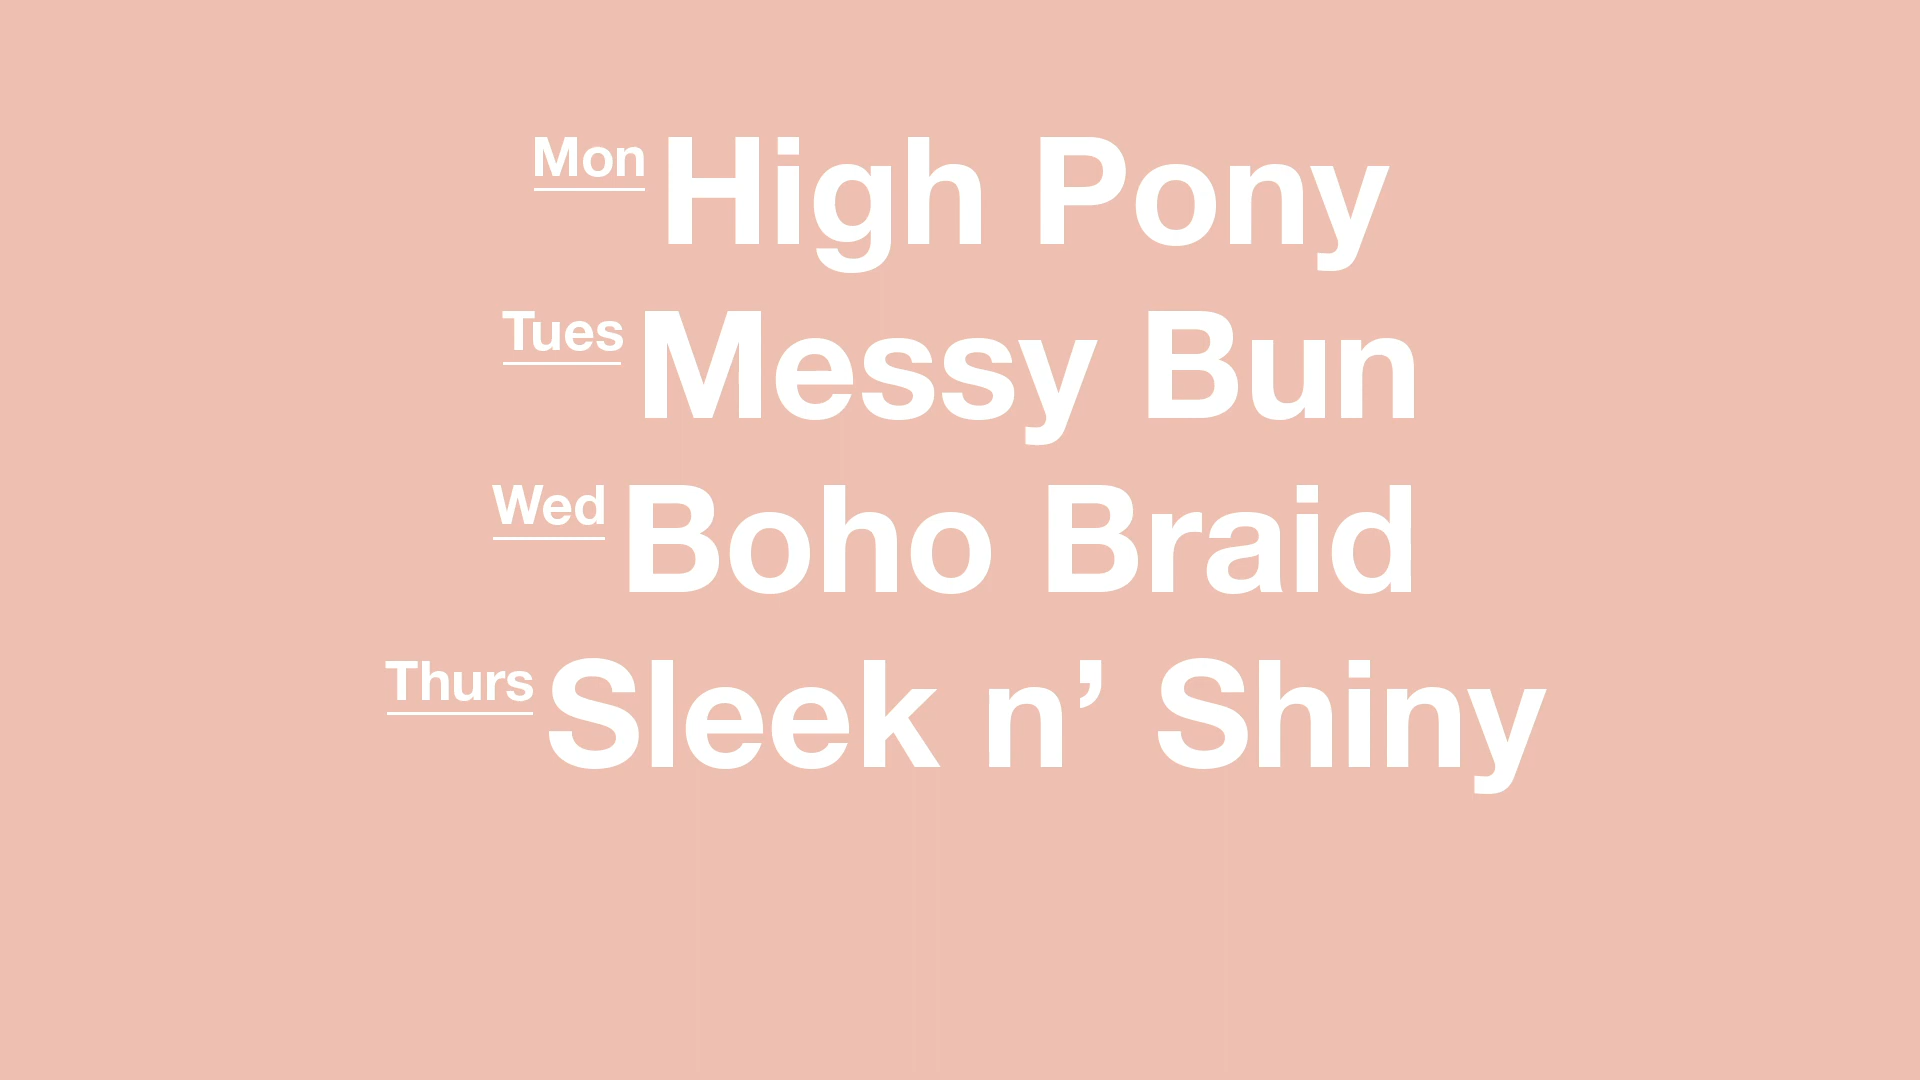 Mon High Pony
Tues Messy Bun
Wed Boho Braid
Thurs Sleek n’ Shiny